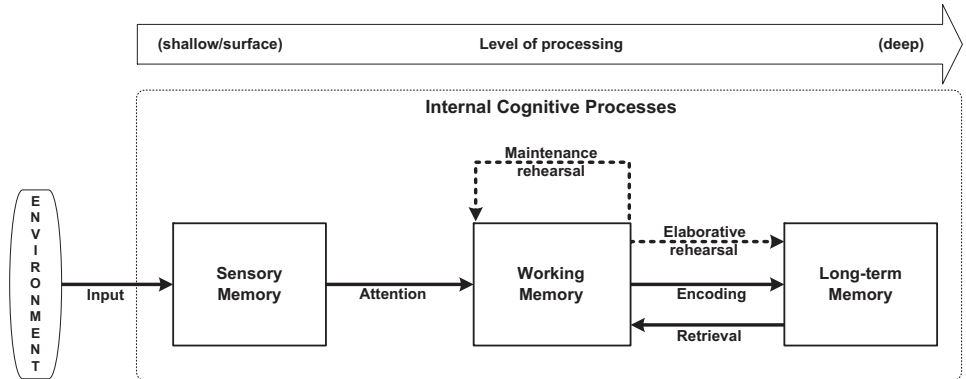 (shallow/surface) Level of processing (deep)
Internal Cognitive Processes
ENVIRONMENT
Input
Sensory
Memory
Attention
Maintenance
rehearsal
Working
Memory
Elaborative
rehearsal
Encoding
Retrieval
Long-term
Memory